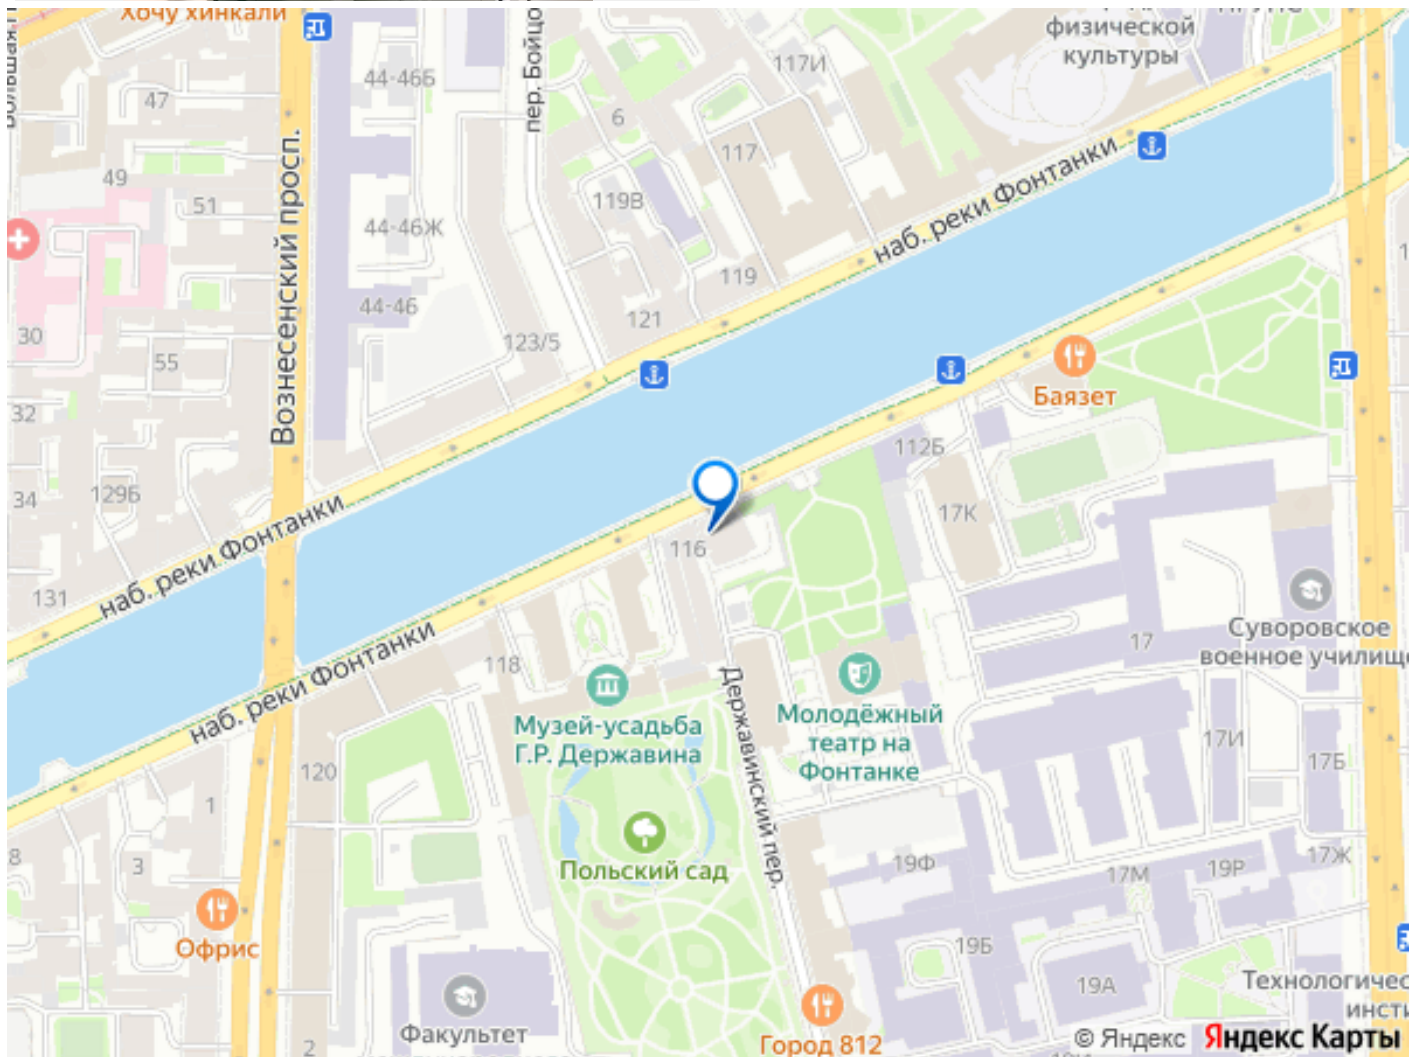 Хочу хинкали
физической
культуры
44-46Б
пер. Бойцо
117И
47
6
117
49
51
Вознесенский просп.
119В
44-46Ж
наб. реки Фонтанки
119
44-46
121
30
123/5
55
Баязет
32
112Б
34
129Б
17К
наб. реки Фонтанки
116
131
17
Суворовское
военное училищ
118
наб. реки Фонтанки
Музей-усадьба
Г.Р. Державина
Державинский пер.
Молодёжный
театр на
Фонтанке
17И
17Б
120
1
8
3
Польский сад
19Ф
17М
19Р
17Ж
Офрис
19Б
19А
Технологичес
инсти
Факультет
2
Город 812
© Яндекс Яндекс Карты